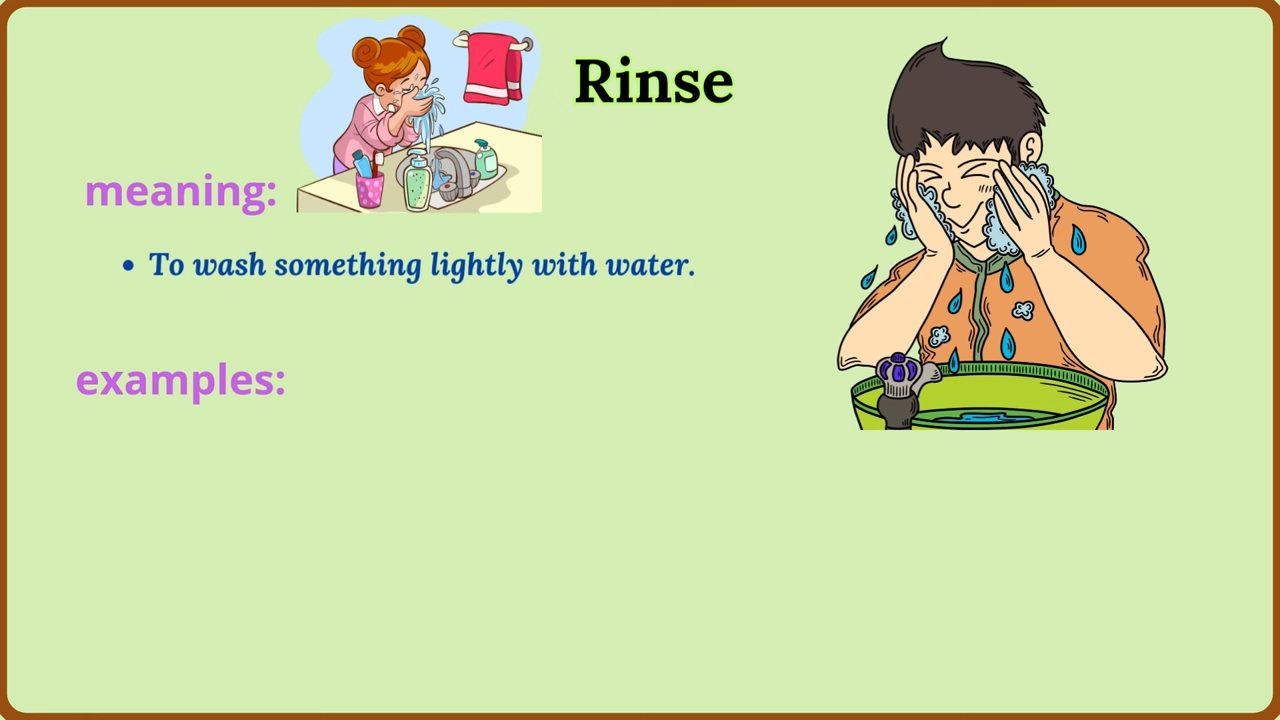 Rinse
meaning:
• To wash something lightly with water.
examples: